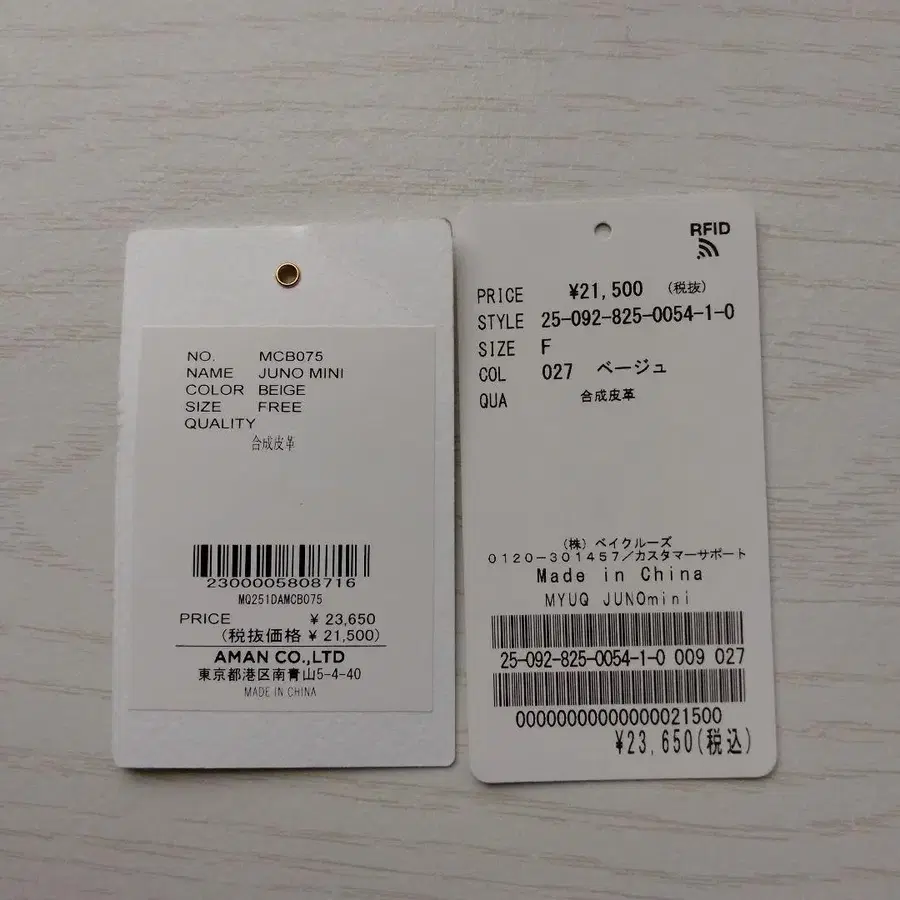 NO. MCB075
NAME JUNO MINI
COLOR BEIGE
SIZE FREE
QUALITY
合成皮革
2300005808716
MQ251DAMCB075
PRICE ¥ 23,650
(税抜価格 ¥ 21,500)
AMAN CO.,LTD
東京都港区南青山5-4-40
MADE IN CHINA
RFID
PRICE ¥21,500 (税抜)
STYLE 25-092-825-0054-1-0
SIZE F
COL 027 ベージュ
QUA 合成皮革
(株) ベイクルーズ
0120-301457/カスタマーサポート
Made in China
MYUQ JUNOmini
25-092-825-0054-1-0 009 027
00000000000000021500
¥23,650(税込)